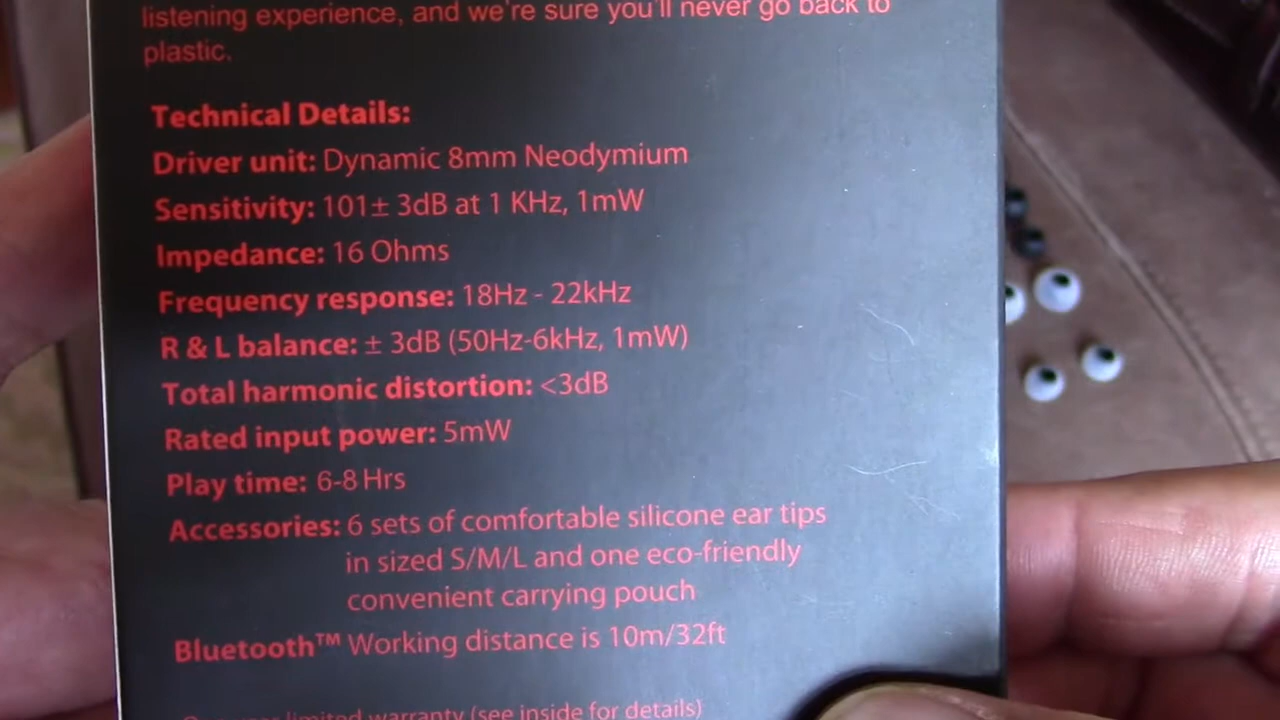 listening experience, and we're sure you'll never go back to
plastic.
Technical Details:
Driver unit: Dynamic 8mm Neodymium
Sensitivity: 101± 3dB at 1 KHz, 1mW
Impedance: 16 Ohms
Frequency response: 18Hz - 22kHz
R & L balance: ± 3dB (50Hz-6kHz, 1mW)
Total harmonic distortion: <3dB
Rated input power: 5mW
Play time: 6-8 Hrs
Accessories: 6 sets of comfortable silicone ear tips
in sized S/M/L and one eco-friendly
convenient carrying pouch
Bluetooth™ Working distance is 10m/32ft
One year limited warranty (see inside for details)